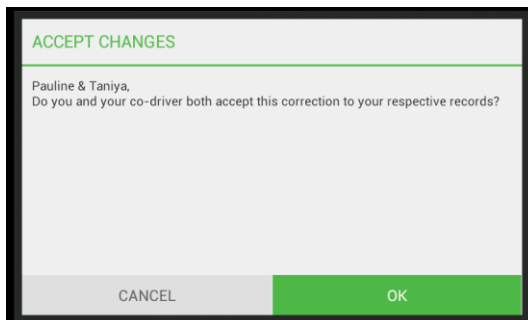 ACCEPT CHANGES
Pauline & Taniya,
Do you and your co-driver both accept this correction to your respective records?
CANCEL
OK